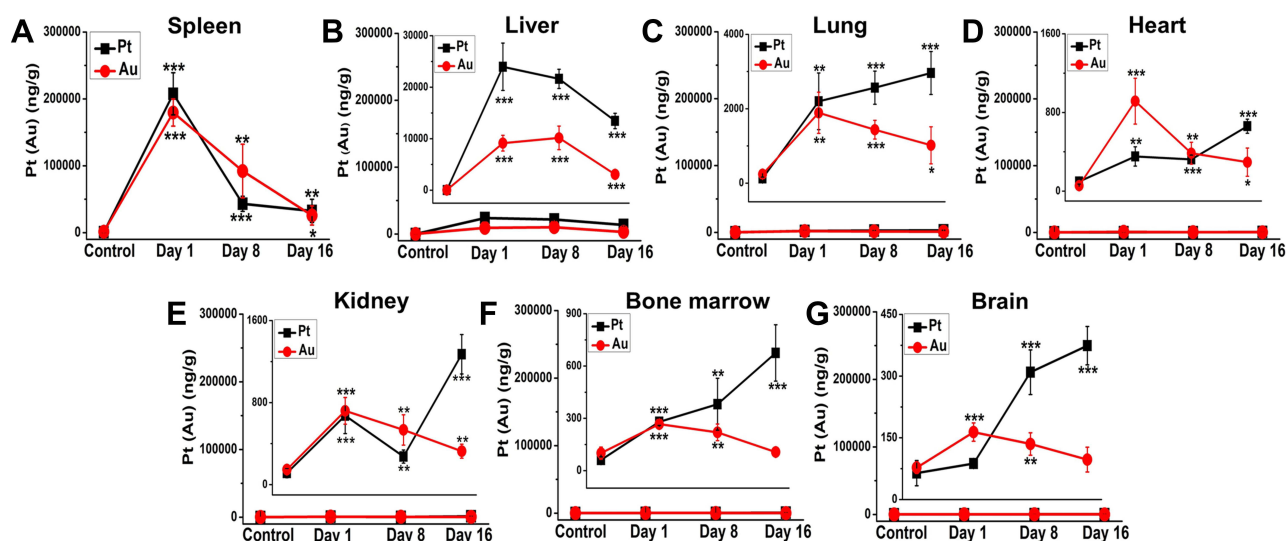 A Spleen
Pt (Au) (ng/g)
300000
200000
100000
0
Pt
Au
***
***
**
***
**
*
Control Day 1 Day 8 Day 16
B Liver
Pt (Au) (ng/g)
300000
200000
100000
0
30000
20000
10000
0
Pt
Au
***
***
***
***
***
***
Control Day 1 Day 8 Day 16
C Lung
Pt (Au) (ng/g)
300000
200000
100000
0
4000
2000
0
Pt
Au
**
***
***
**
***
*
Control Day 1 Day 8 Day 16
D Heart
Pt (Au) (ng/g)
300000
200000
100000
0
1600
800
0
Pt
Au
***
**
**
***
***
*
Control Day 1 Day 8 Day 16
E Kidney
Pt (Au) (ng/g)
300000
200000
100000
0
1600
800
0
Pt
Au
***
***
**
**
***
**
Control Day 1 Day 8 Day 16
F Bone marrow
Pt (Au) (ng/g)
300000
200000
100000
0
900
600
300
0
Pt
Au
***
***
**
**
***
Control Day 1 Day 8 Day 16
G Brain
Pt (Au) (ng/g)
300000
200000
100000
0
450
300
150
0
Pt
Au
***
***
**
***
Control Day 1 Day 8 Day 16